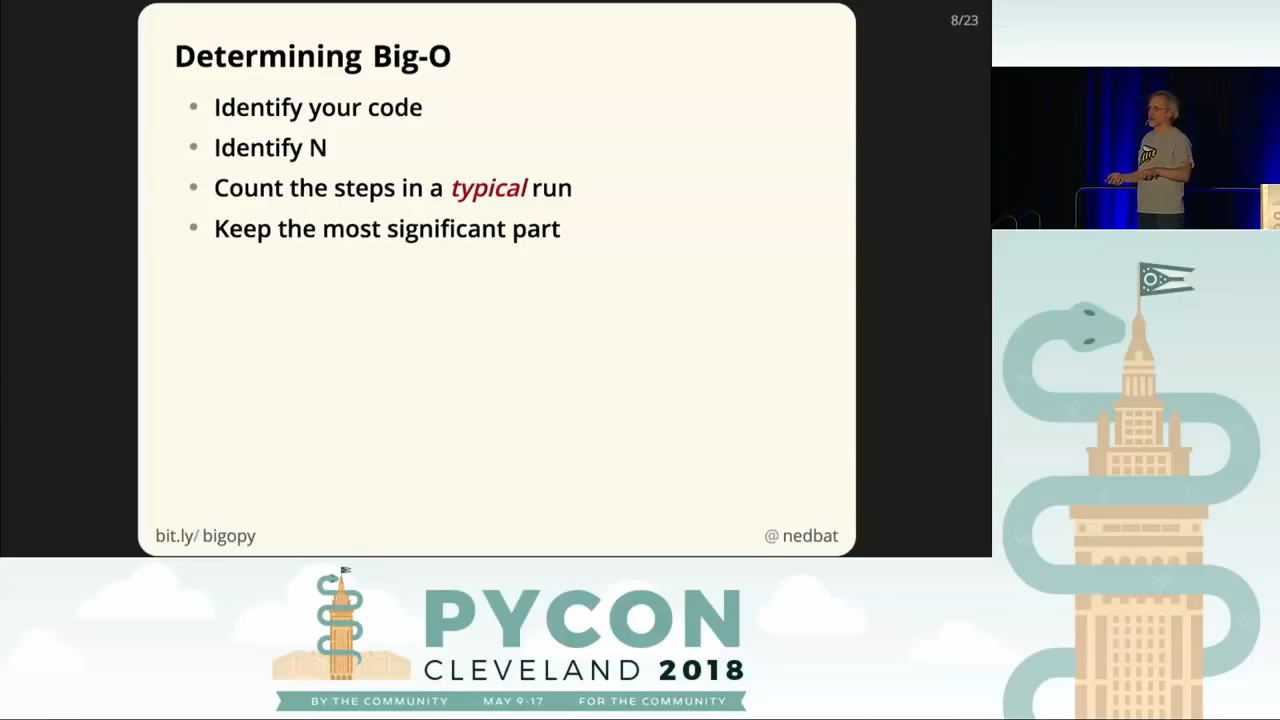 8/23
Determining Big-O
• Identify your code
• Identify N
• Count the steps in a typical run
• Keep the most significant part
bit.ly/bigopy
@nedbat
PYCON
CLEVELAND 2018
BY THE COMMUNITY MAY 9-17 FOR THE COMMUNITY